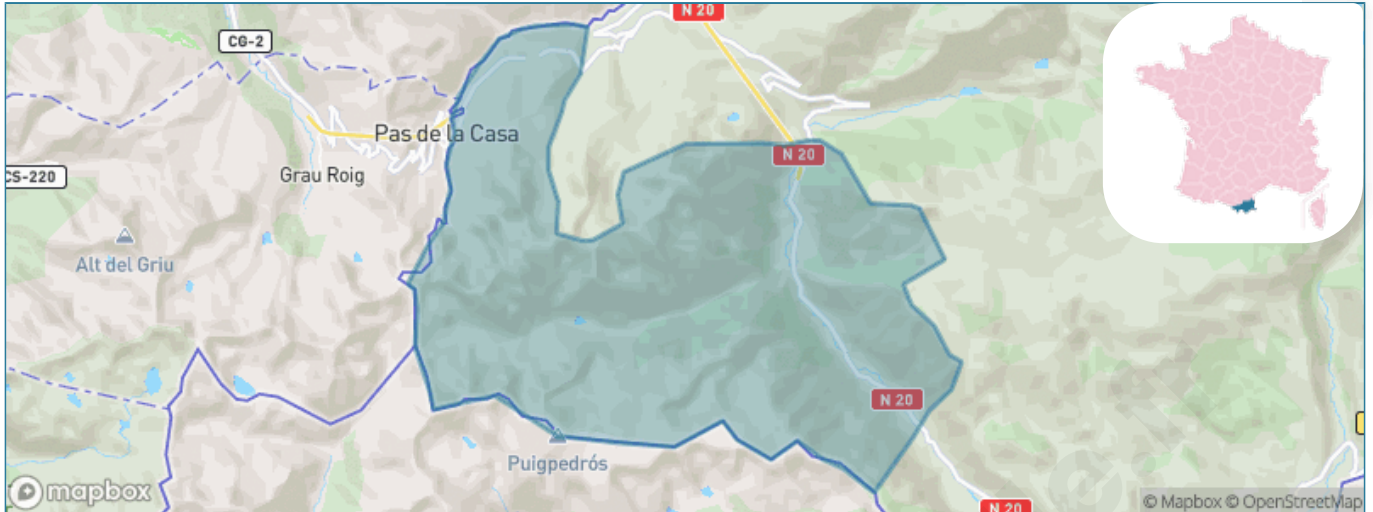 N 20
CG-2
Pas de la Casa
N 20
CS-220
Grau Roig
Alt del Griu
N 20
Puigpedrós
mapbox
© Mapbox © OpenStreetMap
N 20